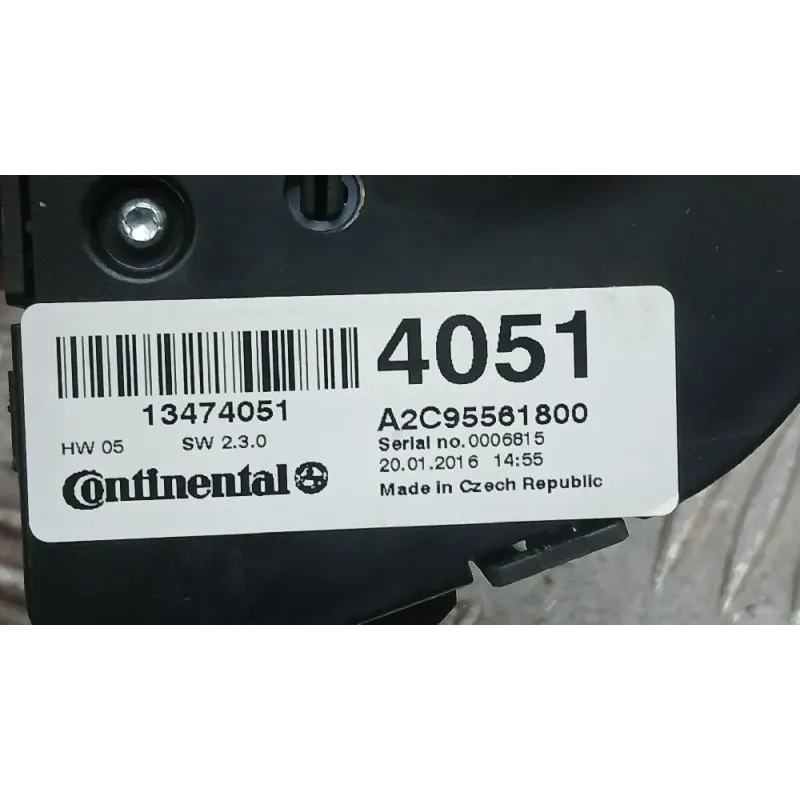 4051
13474051
A2C95561800
HW 05 SW 2.3.0
Serial no.0006815
20.01.2016 14:55
Continental
Made in Czech Republic